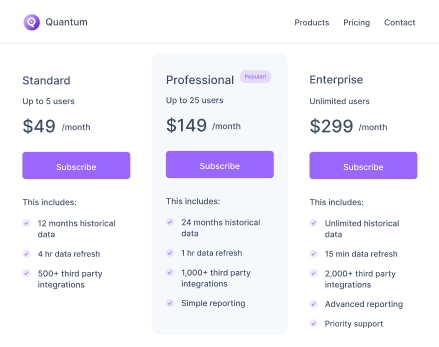 Quantum
Products Pricing Contact
Standard
Up to 5 users
$49 /month
Subscribe
This includes:
12 months historical
data
4 hr data refresh
500+ third party
integrations
Professional Popular!
Up to 25 users
$149 /month
Subscribe
This includes:
24 months historical
data
1 hr data refresh
1,000+ third party
integrations
Simple reporting
Enterprise
Unlimited users
$299 /month
Subscribe
This includes:
Unlimited historical
data
15 min data refresh
2,000+ third party
integrations
Advanced reporting
Priority support